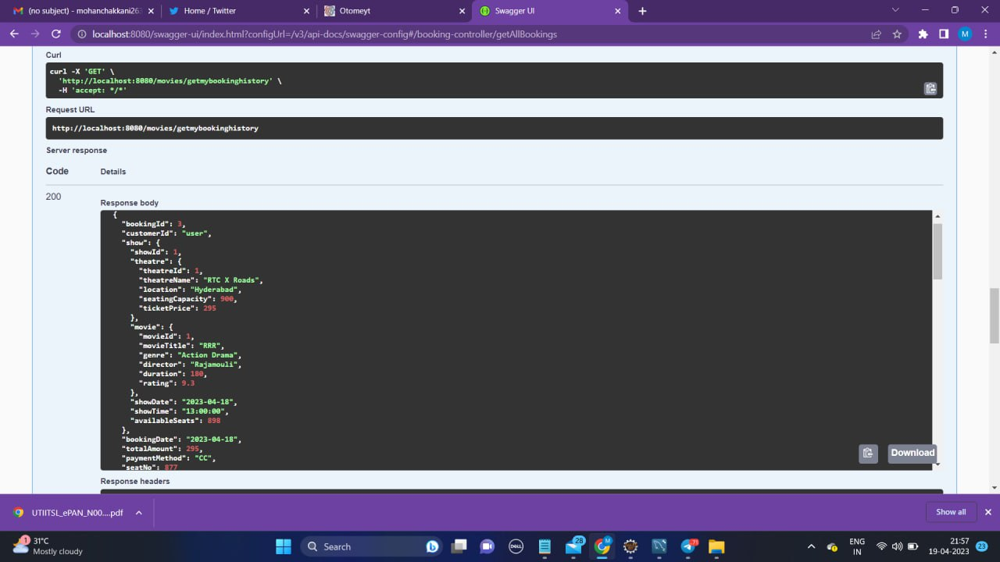 (no subject) - mohanchakkani263
Home / Twitter
Otomeyt
Swagger UI
localhost:8080/swagger-ui/index.html?configUrl=/v3/api-docs/swagger-config#/booking-controller/getAllBookings
M
Curl
curl -X 'GET' \
'http://localhost:8080/movies/getmybookinghistory' \
-H 'accept: */*'
Request URL
http://localhost:8080/movies/getmybookinghistory
Server response
Code Details
200
Response body
{
"bookingId": 3,
"customerId": "user",
"show": {
"showId": 1,
"theatre": {
"theatreId": 1,
"theatreName": "RTC X Roads",
"location": "Hyderabad",
"seatingCapacity": 900,
"ticketPrice": 295
},
"movie": {
"movieId": 1,
"movieTitle": "RRR",
"genre": "Action Drama",
"director": "Rajamouli",
"duration": 180,
"rating": 9.3
},
"showDate": "2023-04-18",
"showTime": "13:00:00",
"availableSeats": 898
},
"bookingDate": "2023-04-18",
"totalAmount": 295,
"paymentMethod": "CC",
"seatNo": 877
Download
Response headers
UTIITSL_ePAN_N00....pdf
Show all
1
31°C
Mostly cloudy
Search
DELL
28
M
71
ENG
IN
21:57
19-04-2023
23